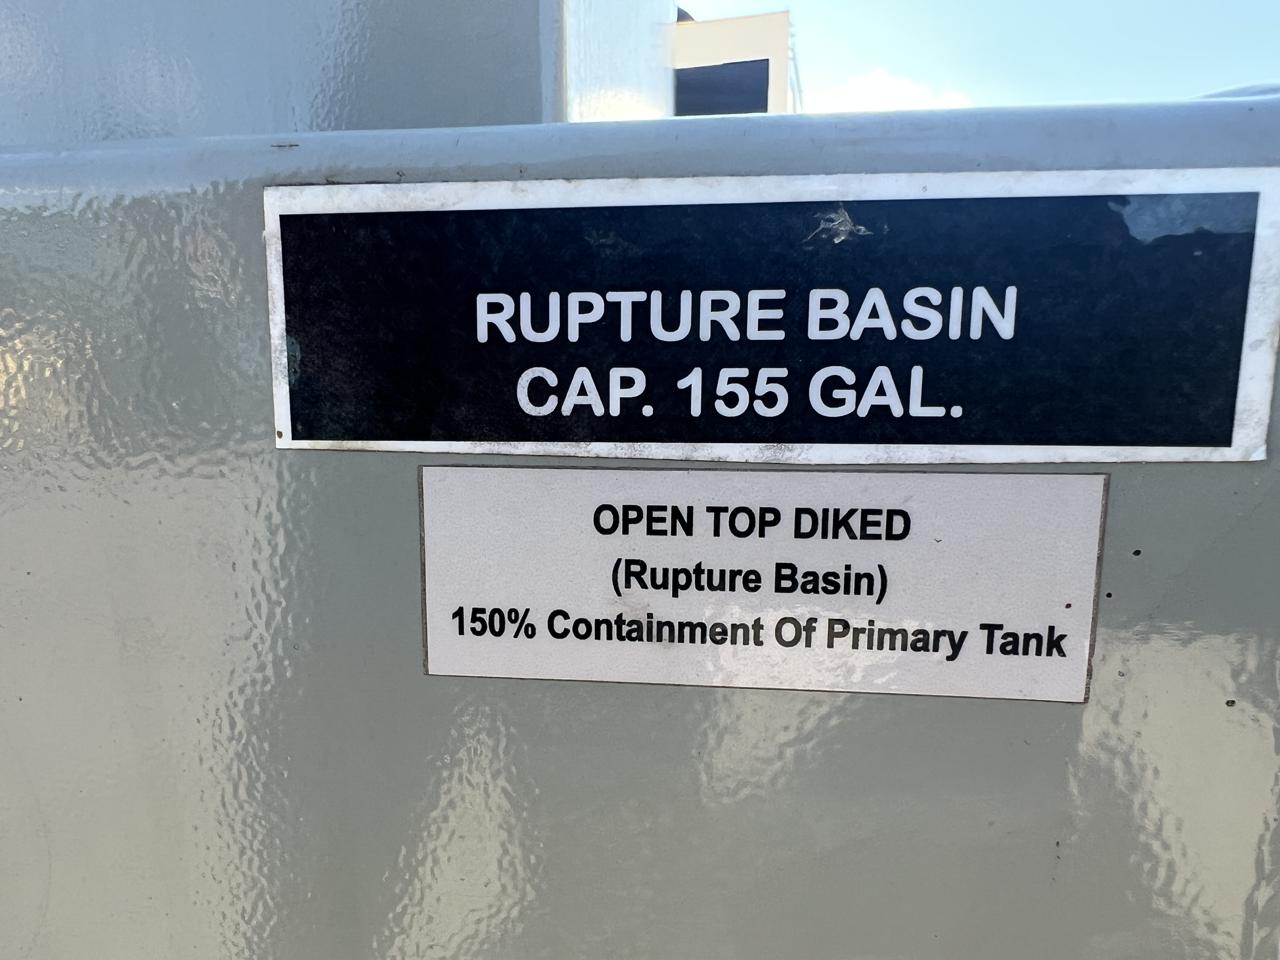 RUPTURE BASIN
CAP. 155 GAL.
OPEN TOP DIKED
(Rupture Basin)
150% Containment Of Primary Tank